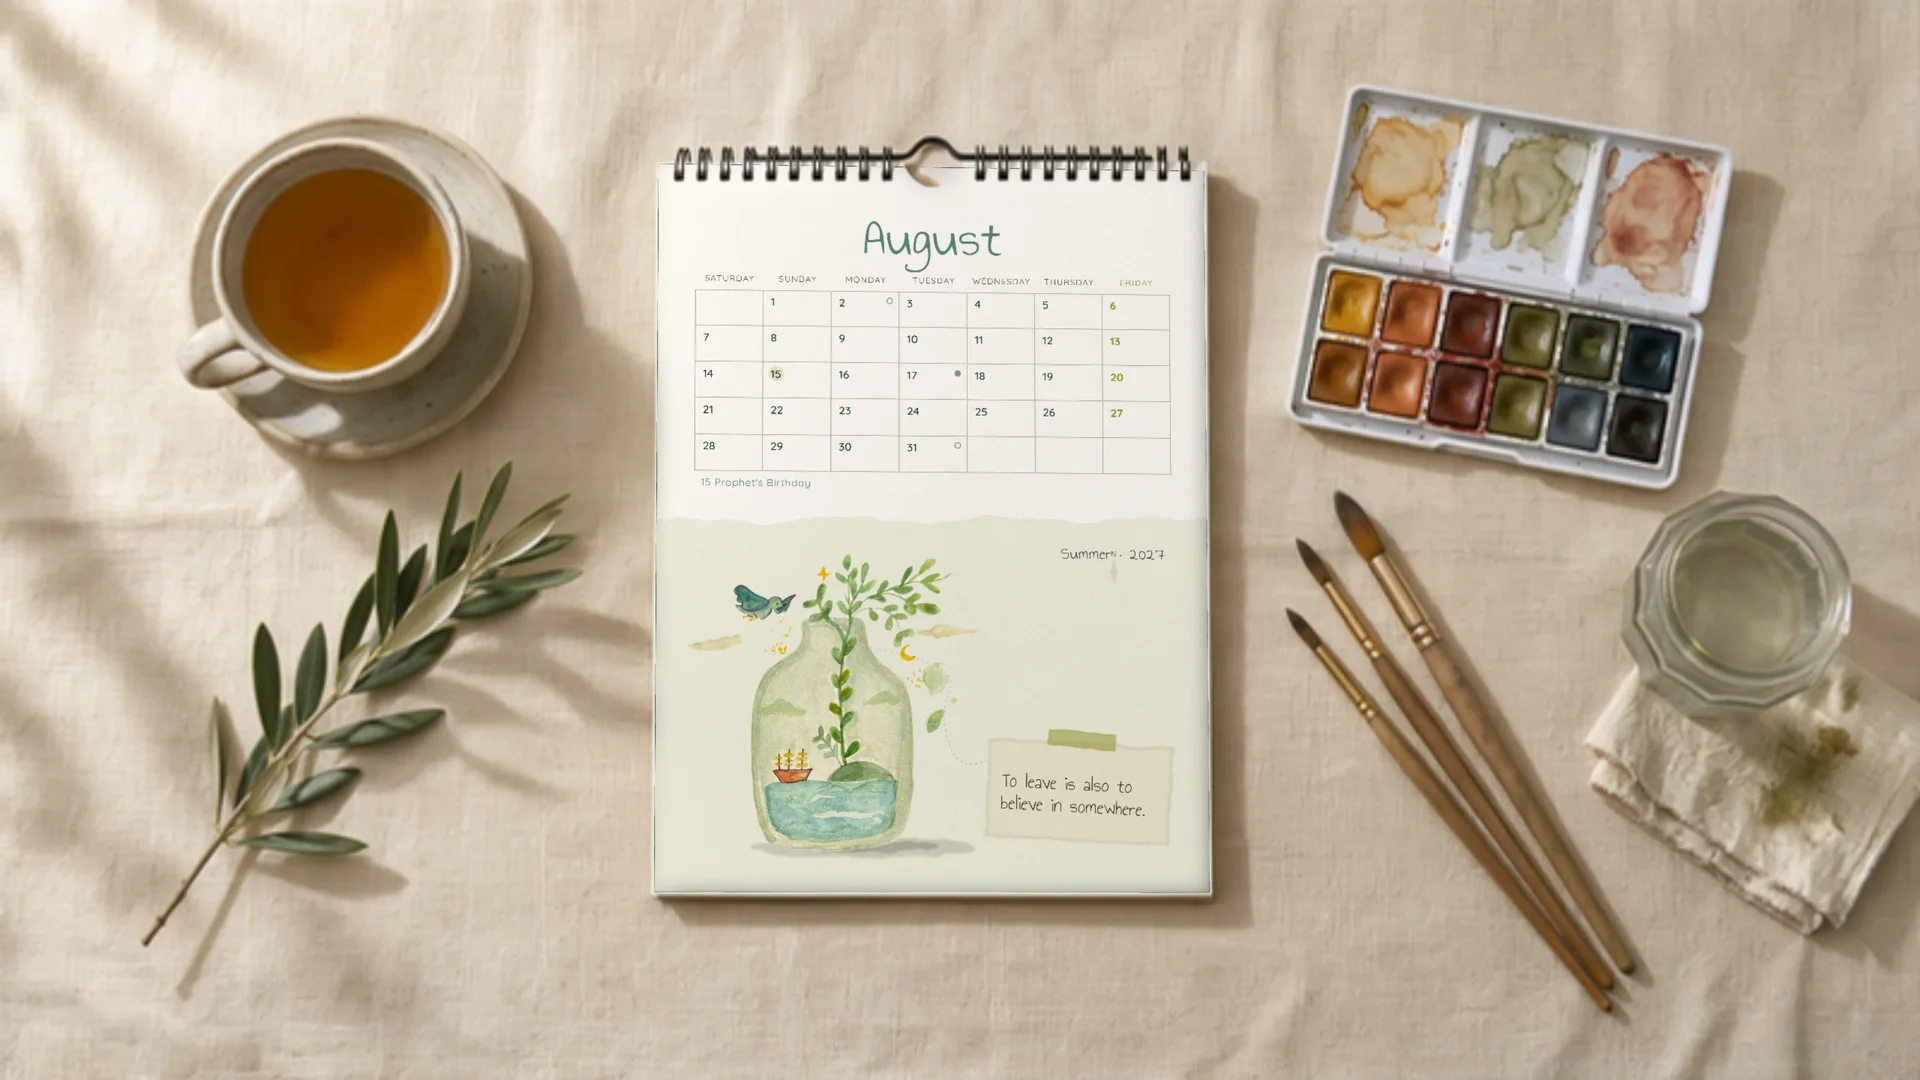 August
SATURDAY SUNDAY MONDAY TUESDAY WEDNESDAY THURSDAY FRIDAY
1 2 3 4 5 6
7 8 9 10 11 12 13
14 15 16 17 18 19 20
21 22 23 24 25 26 27
28 29 30 31
15 Prophet's Birthday
Summer 2027
To leave is also to
believe in somewhere.